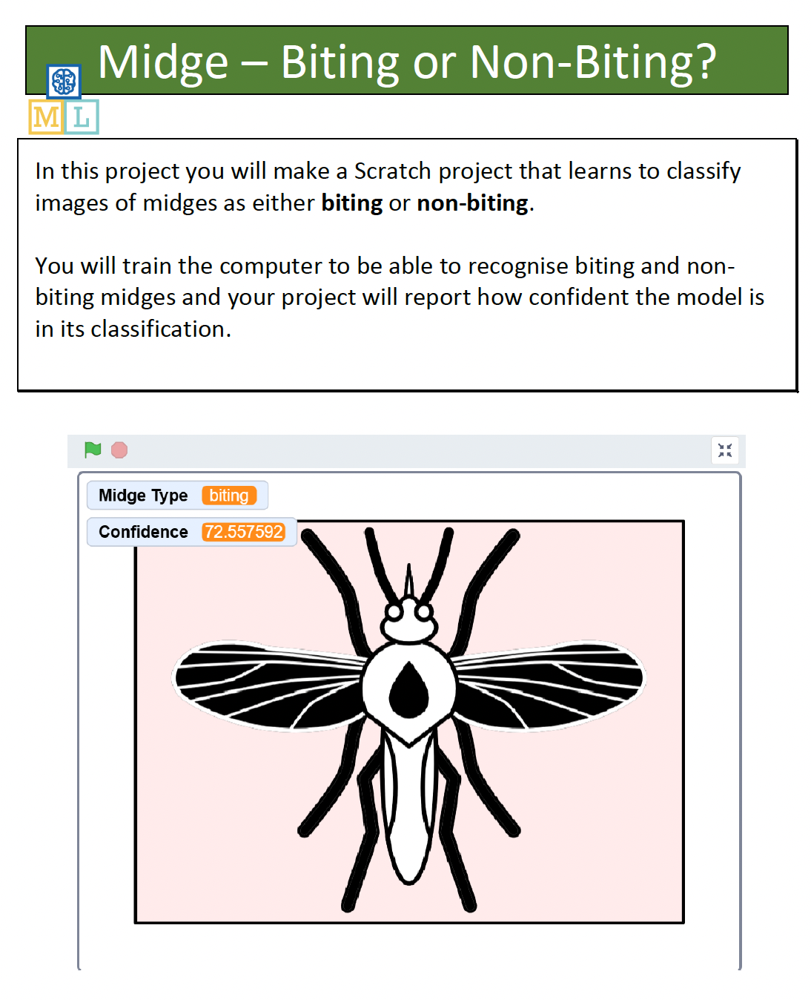 Midge – Biting or Non-Biting?
M L
In this project you will make a Scratch project that learns to classify
images of midges as either biting or non-biting.
You will train the computer to be able to recognise biting and non-
biting midges and your project will report how confident the model is
in its classification.
Midge Type biting
Confidence 72.557592